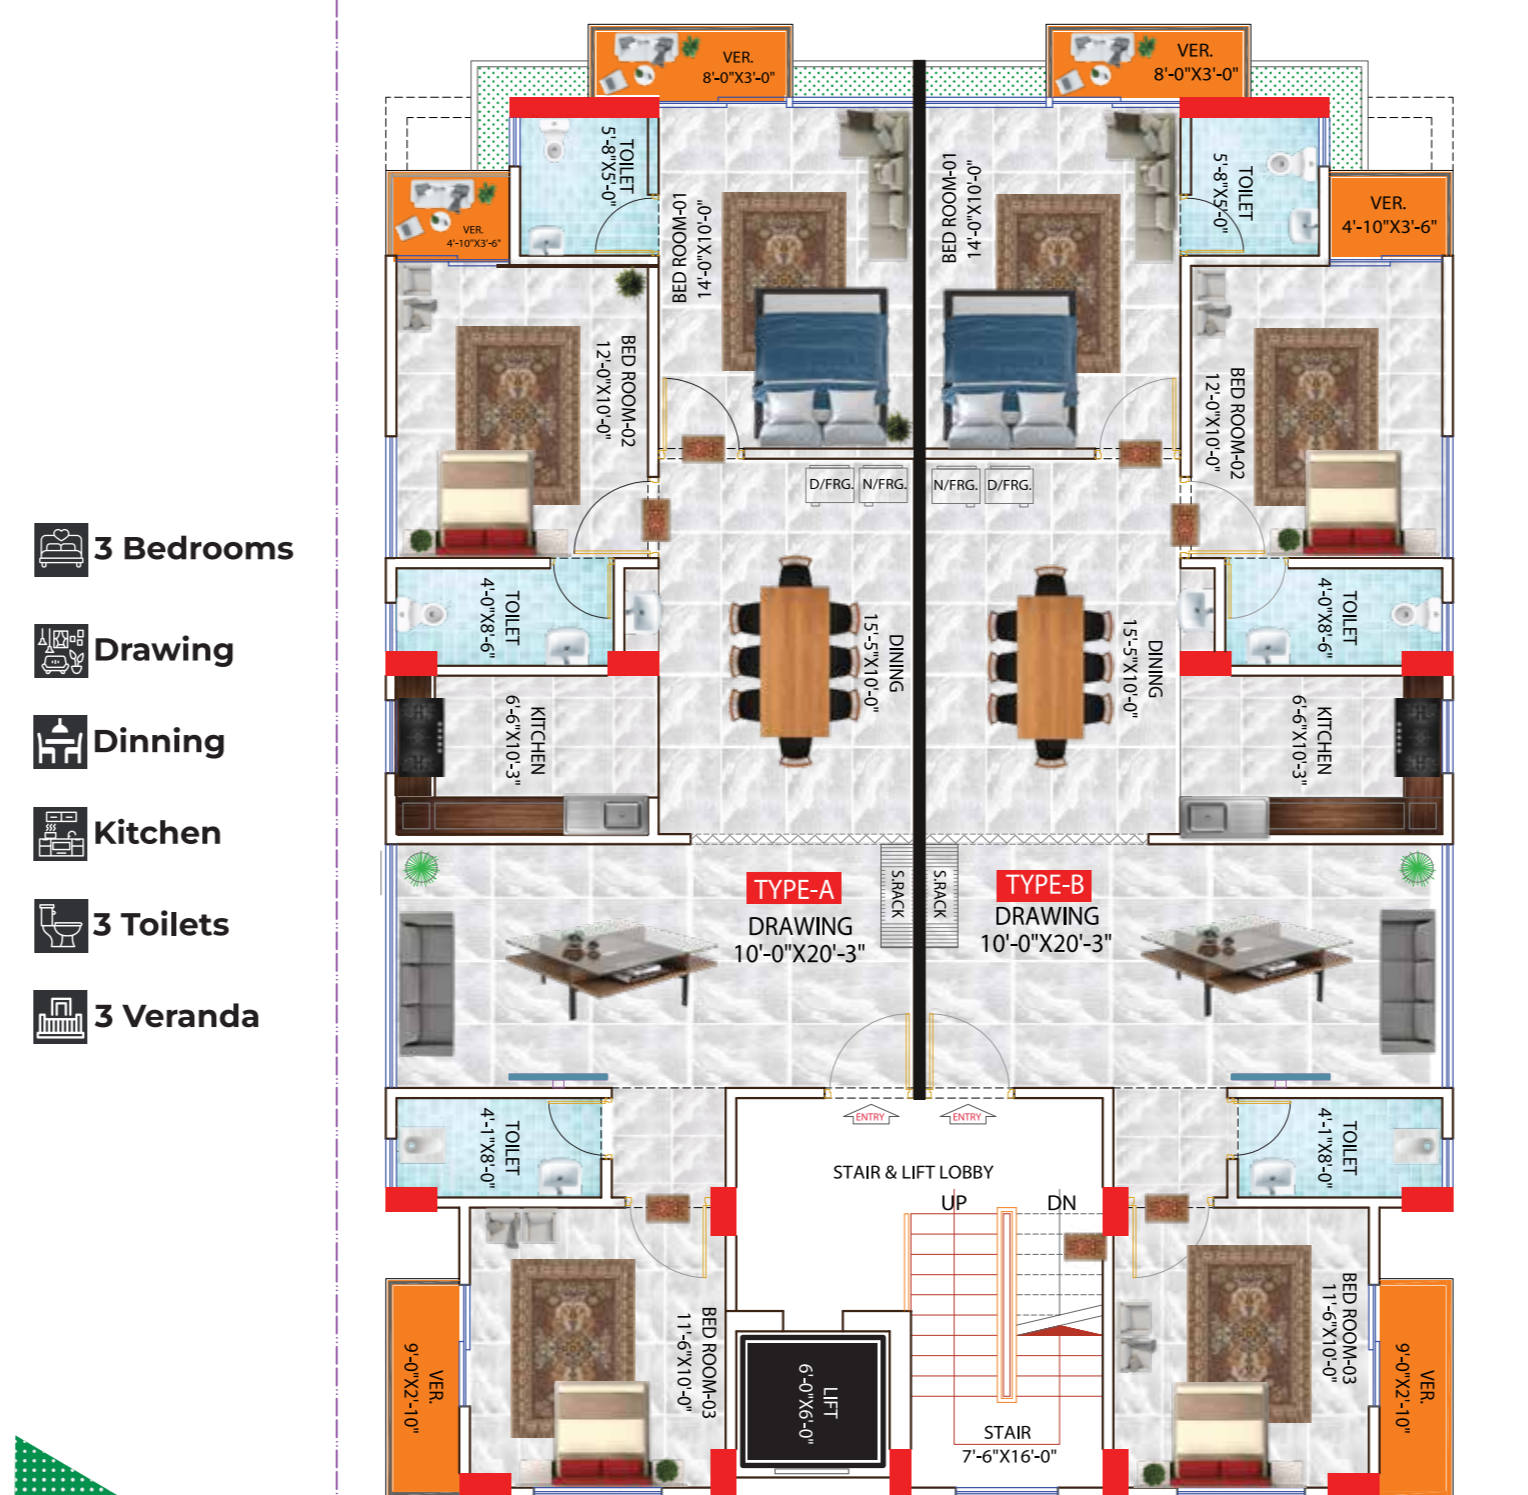 3 Bedrooms
Drawing
Dinning
Kitchen
3 Toilets
3 Veranda
VER.
8'-0"X3'-0"
VER.
8'-0"X3'-0"
TOILET
5'-8"X5'-0"
BED ROOM-01
14'-0"X10'-0"
BED ROOM-01
14'-0"X10'-0"
TOILET
5'-8"X5'-0"
VER.
4'-10"X3'-6"
VER.
4'-10"X3'-6"
BED ROOM-02
12'-0"X10'-0"
BED ROOM-02
12'-0"X10'-0"
D/FRG.
N/FRG.
N/FRG.
D/FRG.
TOILET
4'-0"X8'-6"
DINING
15'-5"X10'-0"
DINING
15'-5"X10'-0"
TOILET
4'-0"X8'-6"
KITCHEN
6'-6"X10'-3"
KITCHEN
6'-6"X10'-3"
TYPE-A
DRAWING
10'-0"X20'-3"
S.RACK
S.RACK
TYPE-B
DRAWING
10'-0"X20'-3"
TOILET
4'-1"X8'-0"
ENTRY
ENTRY
TOILET
4'-1"X8'-0"
STAIR & LIFT LOBBY
UP
DN
BED ROOM-03
11'-6"X10'-0"
BED ROOM-03
11'-6"X10'-0"
VER.
9'-0"X2'-10"
LIFT
6'-0"X6'-0"
STAIR
7'-6"X16'-0"
VER.
9'-0"X2'-10"